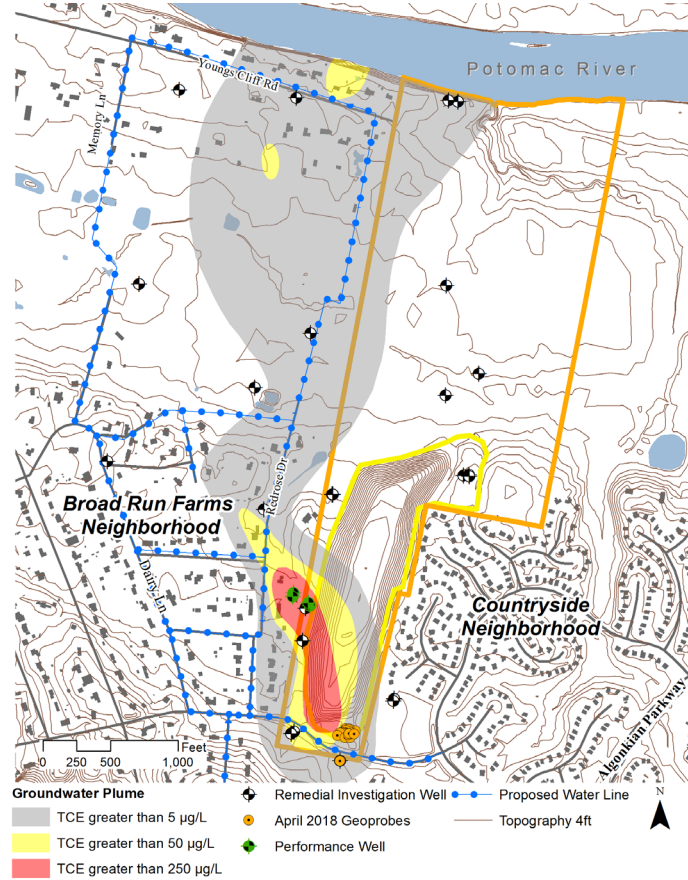 Youngs Cliff Rd
Potomac River
Memory Ln
Redrose Dr
Broad Run Farms
Neighborhood
Dairy Ln
Countryside
Neighborhood
Algonkian Parkway
Feet
0 250 500 1,000
N
Groundwater Plume
TCE greater than 5 µg/L
TCE greater than 50 µg/L
TCE greater than 250 µg/L
Remedial Investigation Well
April 2018 Geoprobes
Performance Well
Proposed Water Line
Topography 4ft